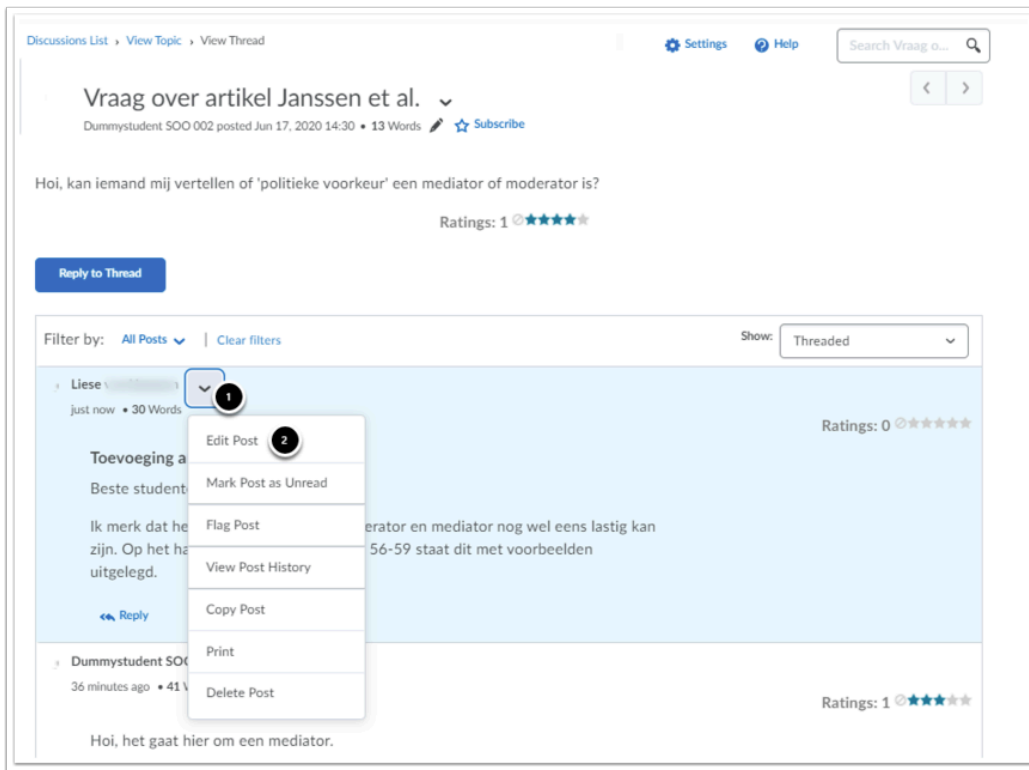 Discussions List › View Topic › View Thread
Settings
Help
Search Vraag o...
Vraag over artikel Janssen et al.
Dummystudent SOO 002 posted Jun 17, 2020 14:30 • 13 Words
Subscribe
Hoi, kan iemand mij vertellen of 'politieke voorkeur' een mediator of moderator is?
Ratings: 1
Reply to Thread
Filter by: All Posts | Clear filters
Show: Threaded
Liese
1
just now • 30 Words
Ratings: 0
Edit Post
2
Toevoeging a
Mark Post as Unread
Beste student
Flag Post
Ik merk dat he erator en mediator nog wel eens lastig kan
zijn. Op het ha 56-59 staat dit met voorbeelden
View Post History
uitgelegd.
Copy Post
Reply
Print
Dummystudent SOO
36 minutes ago • 41
Delete Post
Ratings: 1
Hoi, het gaat hier om een mediator.